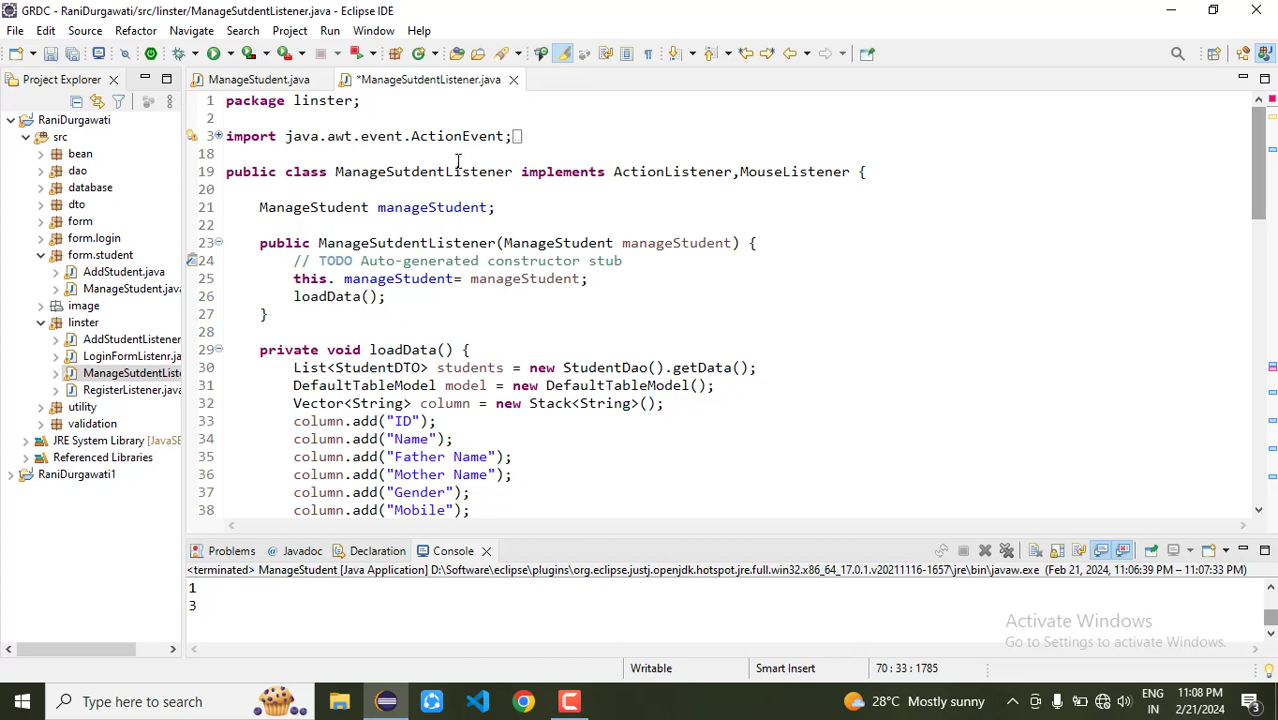 GRDC - RaniDurgawati/src/linster/ManageSutdentListener.java - Eclipse IDE
File Edit Source Refactor Navigate Search Project Run Window Help
Project Explorer
ManageStudent.java
*ManageSutdentListener.java
RaniDurgawati
src
bean
dao
database
dto
form
form.login
form.student
AddStudent.java
ManageStudent.java
image
linster
AddStudentListener
LoginFormListenr.ja
ManageSutdentListe
RegisterListener.java
utility
validation
JRE System Library [JavaSE
Referenced Libraries
RaniDurgawati1
1 package linster;
2
3 import java.awt.event.ActionEvent;
18
19 public class ManageSutdentListener implements ActionListener,MouseListener {
20
21 ManageStudent manageStudent;
22
23 public ManageSutdentListener(ManageStudent manageStudent) {
24 // TODO Auto-generated constructor stub
25 this. manageStudent= manageStudent;
26 loadData();
27 }
28
29 private void loadData() {
30 List<StudentDTO> students = new StudentDao().getData();
31 DefaultTableModel model = new DefaultTableModel();
32 Vector<String> column = new Stack<String>();
33 column.add("ID");
34 column.add("Name");
35 column.add("Father Name");
36 column.add("Mother Name");
37 column.add("Gender");
38 column.add("Mobile");
Problems Javadoc Declaration Console
<terminated> ManageStudent [Java Application] D:\Software\eclipse\plugins\org.eclipse.justj.openjdk.hotspot.jre.full.win32.x86_64_17.0.1.v20211116-1657\jre\bin\javaw.exe (Feb 21, 2024, 11:06:39 PM – 11:07:33 PM)
1
3
Activate Windows
Go to Settings to activate Windows.
Writable Smart Insert 70 : 33 : 1785
Type here to search
28°C Mostly sunny
ENG
IN
11:08 PM
2/21/2024
3